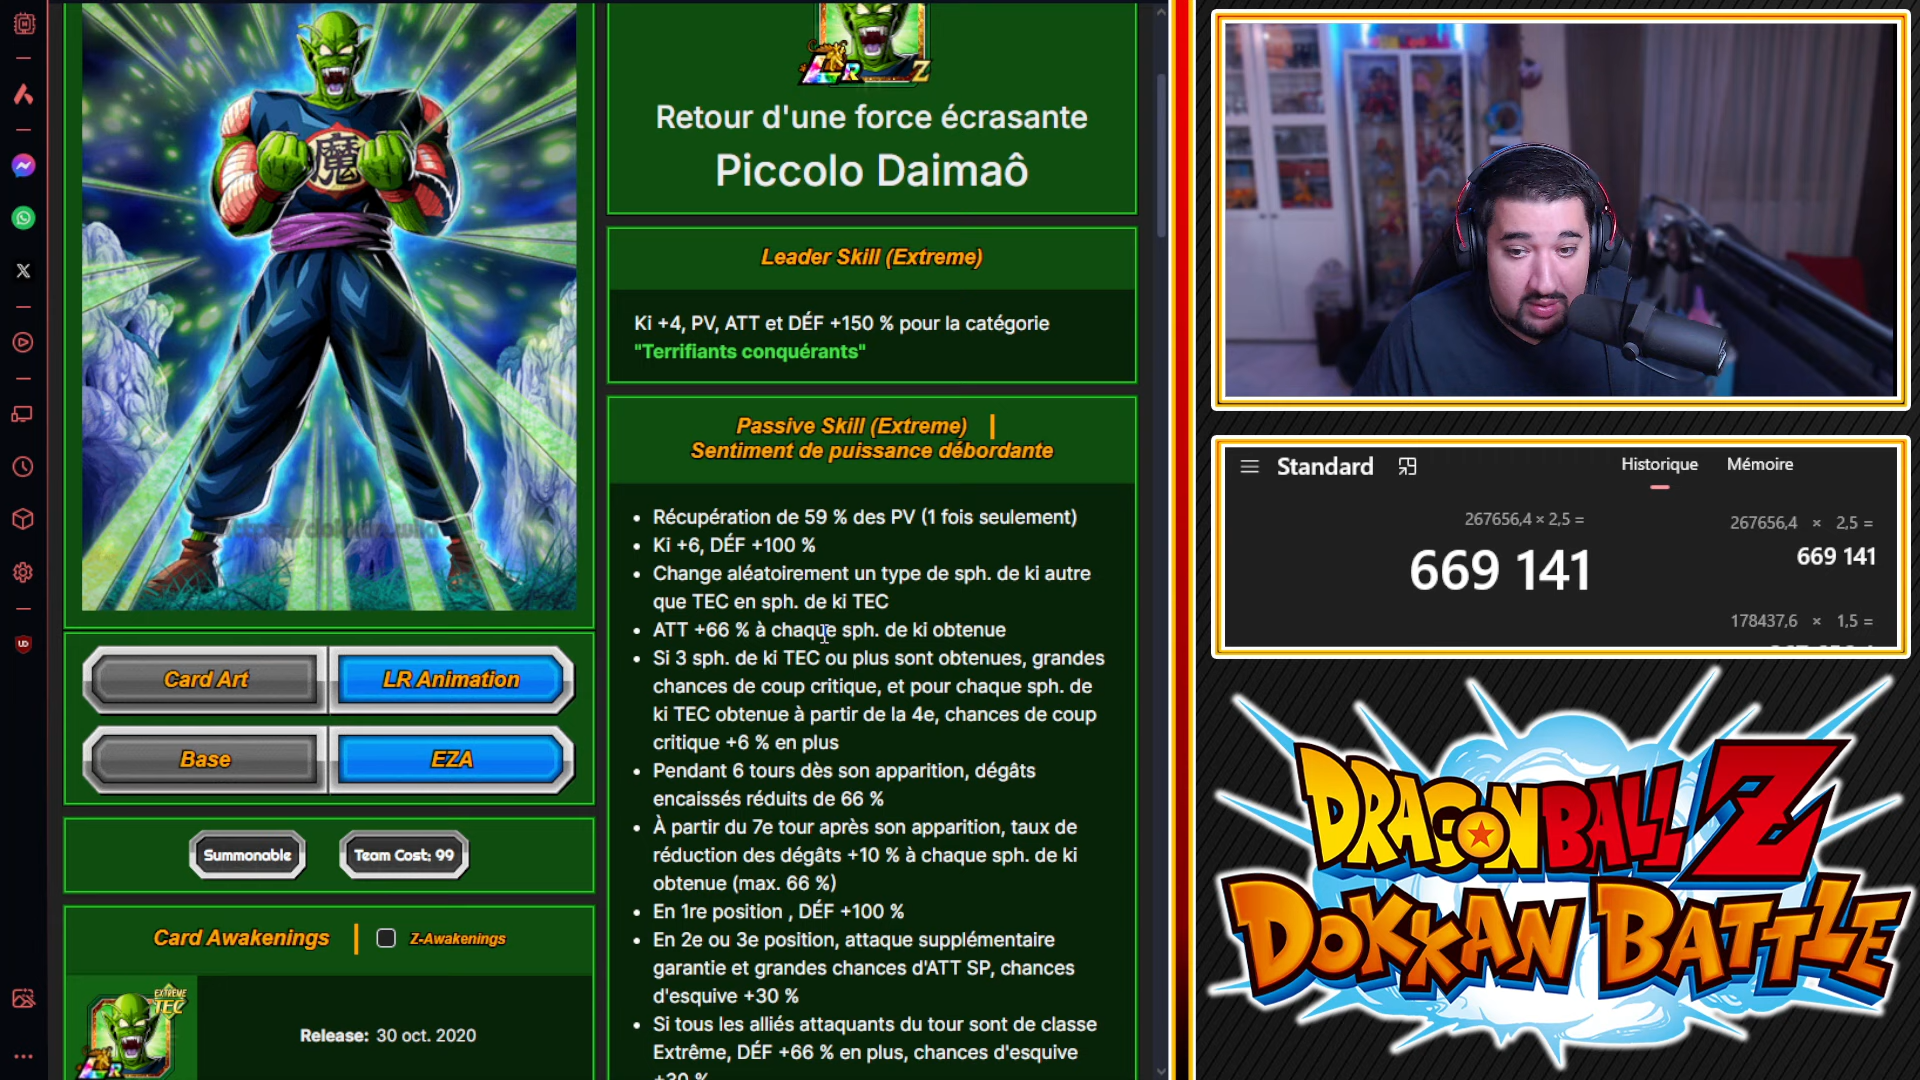 魔
Card Art
LR Animation
Base
EZA
Summonable
Team Cost: 99
Card Awakenings
Z-Awakenings
EXTREME
TEC
LR
Release: 30 oct. 2020
LR
Z
Retour d'une force écrasante
Piccolo Daimaô
Leader Skill (Extreme)
Ki +4, PV, ATT et DÉF +150 % pour la catégorie
"Terrifiants conquérants"
Passive Skill (Extreme)
Sentiment de puissance débordante
• Récupération de 59 % des PV (1 fois seulement)
• Ki +6, DÉF +100 %
• Change aléatoirement un type de sph. de ki autre
que TEC en sph. de ki TEC
• ATT +66 % à chaque sph. de ki obtenue
• Si 3 sph. de ki TEC ou plus sont obtenues, grandes
chances de coup critique, et pour chaque sph. de
ki TEC obtenue à partir de la 4e, chances de coup
critique +6 % en plus
• Pendant 6 tours dès son apparition, dégâts
encaissés réduits de 66 %
• À partir du 7e tour après son apparition, taux de
réduction des dégâts +10 % à chaque sph. de ki
obtenue (max. 66 %)
• En 1re position , DÉF +100 %
• En 2e ou 3e position, attaque supplémentaire
garantie et grandes chances d'ATT SP, chances
d'esquive +30 %
• Si tous les alliés attaquants du tour sont de classe
Extrême, DÉF +66 % en plus, chances d'esquive
+30 %
Standard
Historique
Mémoire
267656,4 × 2,5 =
669 141
267656,4 × 2,5 =
669 141
178437,6 × 1,5 =
DRAGON BALL Z
DOKKAN BATTLE
UD